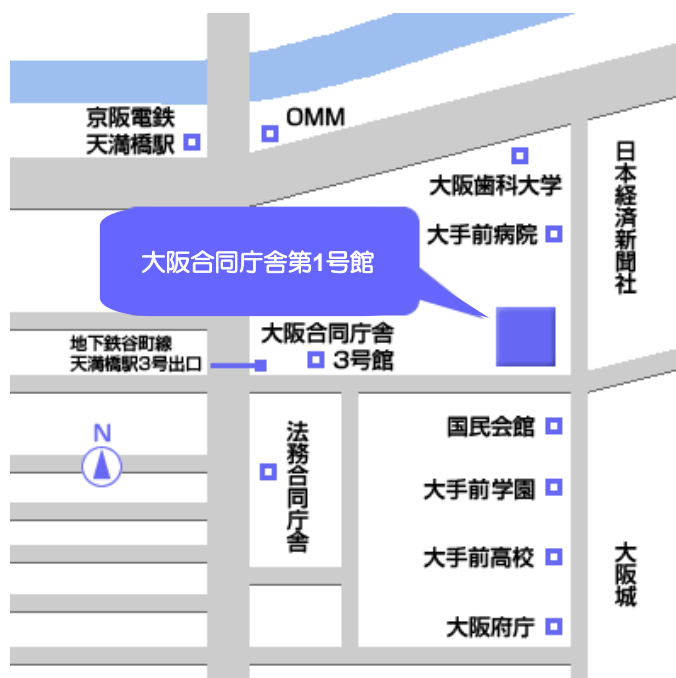 京阪電鉄
天満橋駅
OMM
大阪歯科大学
日本経済新聞社
大手前病院
大阪合同庁舎第1号館
地下鉄谷町線
天満橋駅3号出口
大阪合同庁舎
3号館
N
法務合同庁舎
国民会館
大手前学園
大手前高校
大阪城
大阪府庁